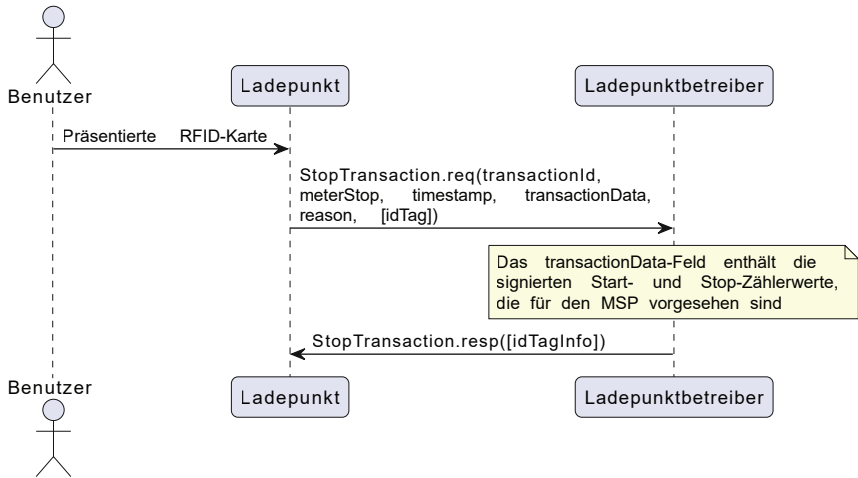 Benutzer
Ladepunkt
Ladepunktbetreiber
Präsentierte RFID-Karte
StopTransaction.req(transactionId,
meterStop, timestamp, transactionData,
reason, [idTag])
Das transactionData-Feld enthält die
signierten Start- und Stop-Zählerwerte,
die für den MSP vorgesehen sind
StopTransaction.resp([idTagInfo])
Benutzer
Ladepunkt
Ladepunktbetreiber